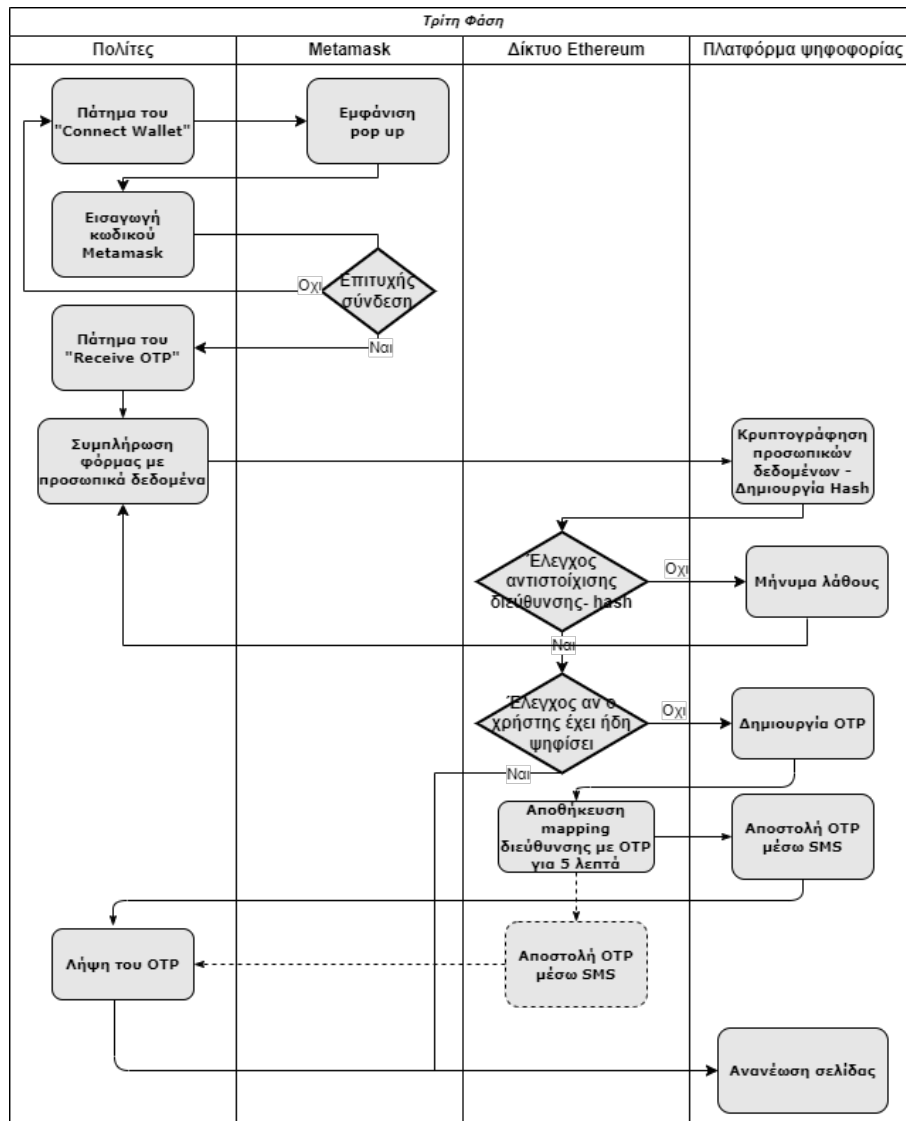 Τρίτη Φάση
Πολίτες
Metamask
Δίκτυο Ethereum
Πλατφόρμα ψηφοφορίας
Πάτημα του
"Connect Wallet"
Εμφάνιση
pop up
Εισαγωγή
κωδικού
Metamask
Επιτυχής
σύνδεση
Οχι
Ναι
Πάτημα του
"Receive OTP"
Συμπλήρωση
φόρμας με
προσωπικά δεδομένα
Κρυπτογράφηση
προσωπικών
δεδομένων -
Δημιουργία Hash
Έλεγχος
αντιστοίχισης
διεύθυνσης- hash
Οχι
Μήνυμα λάθους
Ναι
Έλεγχος αν ο
χρήστης έχει ήδη
ψηφίσει
Οχι
Δημιουργία OTP
Ναι
Αποθήκευση
mapping
διεύθυνσης με OTP
για 5 λεπτά
Αποστολή OTP
μέσω SMS
Λήψη του OTP
Αποστολή OTP
μέσω SMS
Ανανέωση σελίδας